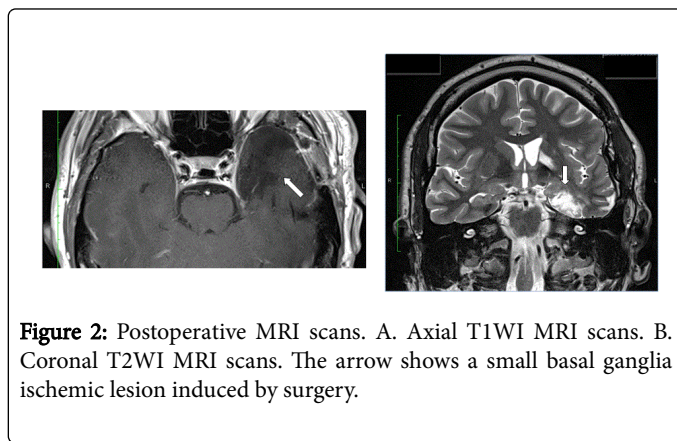 R
L
R
L
Figure 2: Postoperative MRI scans. A. Axial T1WI MRI scans. B.
Coronal T2WI MRI scans. The arrow shows a small basal ganglia
ischemic lesion induced by surgery.